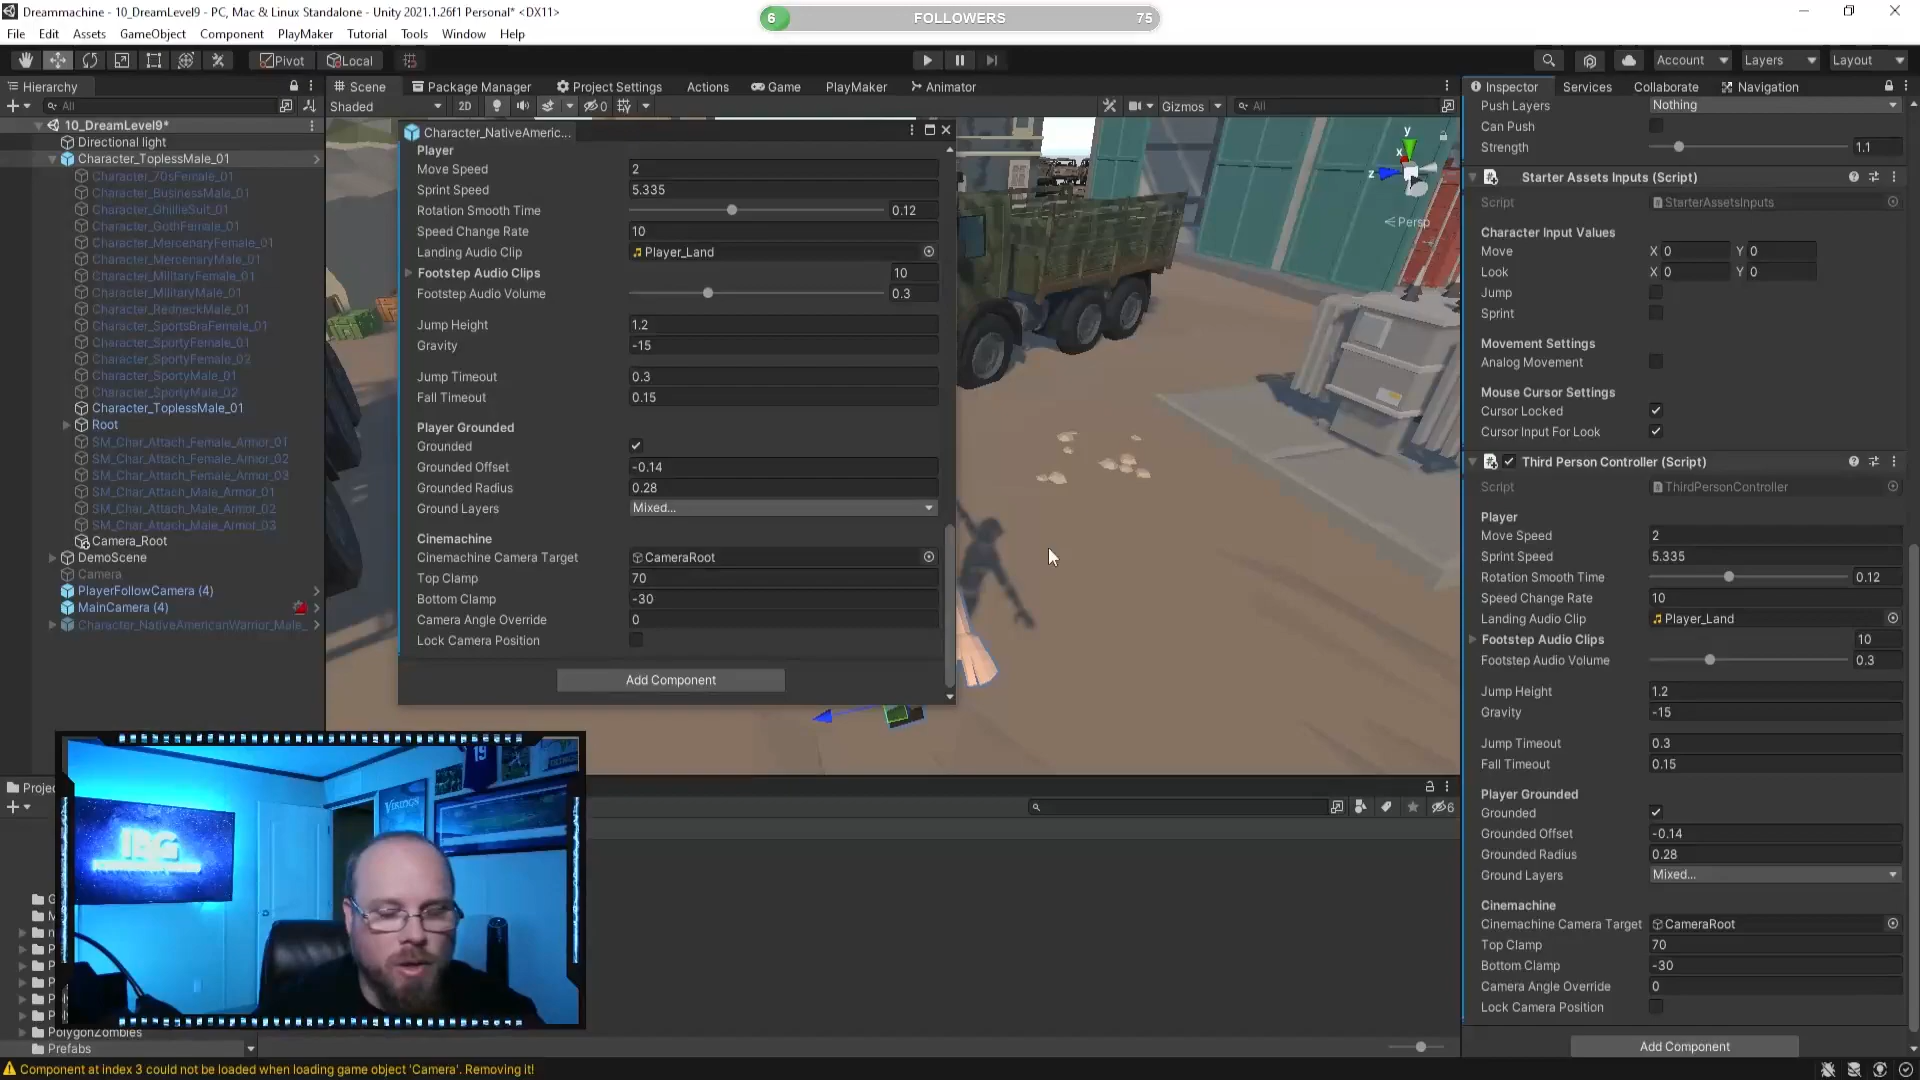 Dreammachine - 10_DreamLevel9 - PC, Mac & Linux Standalone - Unity 2021.1.26f1 Personal* <DX11>
6 FOLLOWERS 75
File Edit Assets GameObject Component PlayMaker Tutorial Tools Window Help
Pivot Local Account Layers Layout
Hierarchy
All
10_DreamLevel9*
Directional light
Character_ToplessMale_01
Character_70sFemale_01
Character_BusinessMale_01
Character_GhillieSuit_01
Character_GothFemale_01
Character_MercenaryFemale_01
Character_MercenaryMale_01
Character_MilitaryFemale_01
Character_MilitaryMale_01
Character_RedneckMale_01
Character_SportsBraFemale_01
Character_SportyFemale_01
Character_SportyFemale_02
Character_SportyMale_01
Character_SportyMale_02
Character_ToplessMale_01
Root
SM_Char_Attach_Female_Armor_01
SM_Char_Attach_Female_Armor_02
SM_Char_Attach_Female_Armor_03
SM_Char_Attach_Male_Armor_01
SM_Char_Attach_Male_Armor_02
SM_Char_Attach_Male_Armor_03
Camera_Root
DemoScene
Camera
PlayerFollowCamera (4)
MainCamera (4)
Character_NativeAmericanWarrior_Male_
Scene Package Manager Project Settings Actions Game PlayMaker Animator
Shaded 2D 0 Gizmos All
y
x
z
Persp
Character_NativeAmeric...
Player
Move Speed 2
Sprint Speed 5.335
Rotation Smooth Time 0.12
Speed Change Rate 10
Landing Audio Clip Player_Land
Footstep Audio Clips 10
Footstep Audio Volume 0.3
Jump Height 1.2
Gravity -15
Jump Timeout 0.3
Fall Timeout 0.15
Player Grounded
Grounded
Grounded Offset -0.14
Grounded Radius 0.28
Ground Layers Mixed...
Cinemachine
Cinemachine Camera Target CameraRoot
Top Clamp 70
Bottom Clamp -30
Camera Angle Override 0
Lock Camera Position
Add Component
Inspector Services Collaborate Navigation
Push Layers Nothing
Can Push
Strength 1.1
Starter Assets Inputs (Script)
Script StarterAssetsInputs
Character Input Values
Move X 0 Y 0
Look X 0 Y 0
Jump
Sprint
Movement Settings
Analog Movement
Mouse Cursor Settings
Cursor Locked
Cursor Input For Look
Third Person Controller (Script)
Script ThirdPersonController
Player
Move Speed 2
Sprint Speed 5.335
Rotation Smooth Time 0.12
Speed Change Rate 10
Landing Audio Clip Player_Land
Footstep Audio Clips 10
Footstep Audio Volume 0.3
Jump Height 1.2
Gravity -15
Jump Timeout 0.3
Fall Timeout 0.15
Player Grounded
Grounded
Grounded Offset -0.14
Grounded Radius 0.28
Ground Layers Mixed...
Cinemachine
Cinemachine Camera Target CameraRoot
Top Clamp 70
Bottom Clamp -30
Camera Angle Override 0
Lock Camera Position
Add Component
Projec
6
19
VIKINGS
IBG
PolygonZombies
Prefabs
Component at index 3 could not be loaded when loading game object 'Camera'. Removing it!